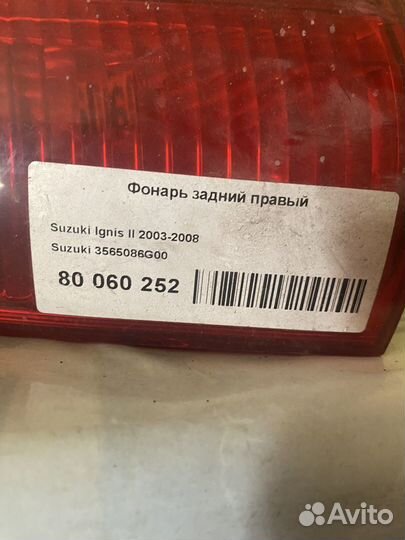 Фонарь задний правый
Suzuki Ignis II 2003-2008
Suzuki 3565086G00
80 060 252
Avito